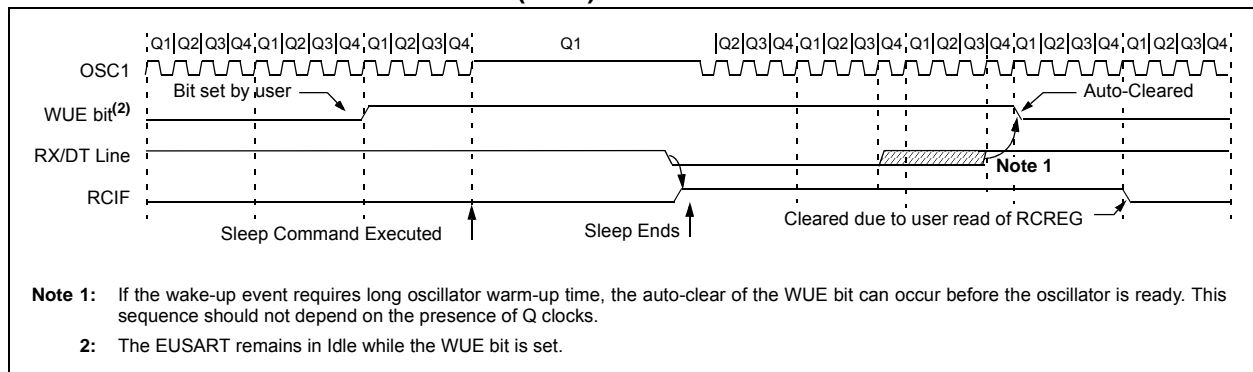 Q1 Q2 Q3 Q4 Q1 Q2 Q3 Q4 Q1 Q2 Q3 Q4 Q1 Q2 Q3 Q4 Q1 Q2 Q3 Q4 Q1 Q2 Q3 Q4 Q1 Q2 Q3 Q4 Q1 Q2 Q3 Q4
OSC1
Bit set by user Auto-Cleared
WUE bit(2)
RX/DT Line
Note 1
RCIF
Cleared due to user read of RCREG
Sleep Command Executed Sleep Ends
Note 1: If the wake-up event requires long oscillator warm-up time, the auto-clear of the WUE bit can occur before the oscillator is ready. This
sequence should not depend on the presence of Q clocks.
2: The EUSART remains in Idle while the WUE bit is set.